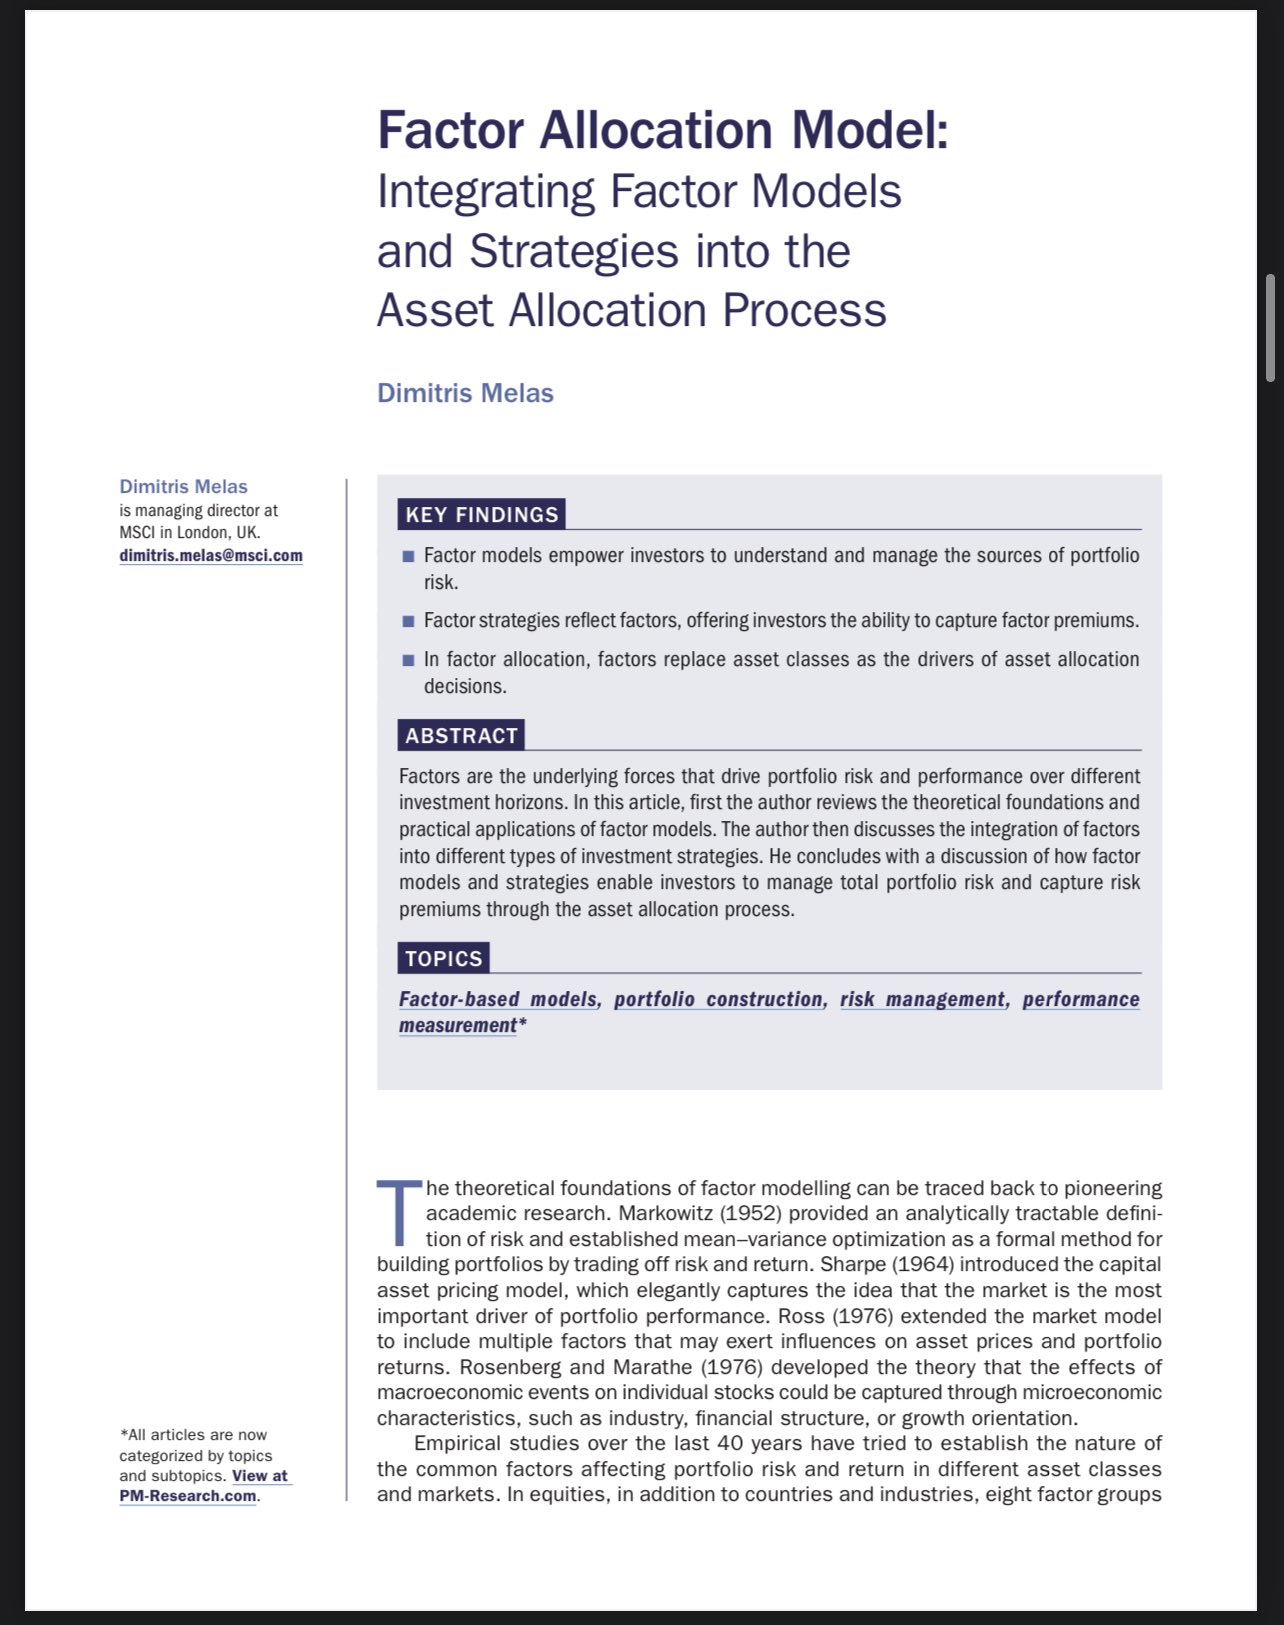 Factor Allocation Model:
Integrating Factor Models
and Strategies into the
Asset Allocation Process
Dimitris Melas
Dimitris Melas
is managing director at
MSCI in London, UK.
dimitris.melas@msci.com
KEY FINDINGS
■ Factor models empower investors to understand and manage the sources of portfolio
risk.
■ Factor strategies reflect factors, offering investors the ability to capture factor premiums.
■ In factor allocation, factors replace asset classes as the drivers of asset allocation
decisions.
ABSTRACT
Factors are the underlying forces that drive portfolio risk and performance over different
investment horizons. In this article, first the author reviews the theoretical foundations and
practical applications of factor models. The author then discusses the integration of factors
into different types of investment strategies. He concludes with a discussion of how factor
models and strategies enable investors to manage total portfolio risk and capture risk
premiums through the asset allocation process.
TOPICS
Factor-based models, portfolio construction, risk management, performance
measurement*
The theoretical foundations of factor modelling can be traced back to pioneering
academic research. Markowitz (1952) provided an analytically tractable defini-
tion of risk and established mean–variance optimization as a formal method for
building portfolios by trading off risk and return. Sharpe (1964) introduced the capital
asset pricing model, which elegantly captures the idea that the market is the most
important driver of portfolio performance. Ross (1976) extended the market model
to include multiple factors that may exert influences on asset prices and portfolio
returns. Rosenberg and Marathe (1976) developed the theory that the effects of
macroeconomic events on individual stocks could be captured through microeconomic
characteristics, such as industry, financial structure, or growth orientation.
Empirical studies over the last 40 years have tried to establish the nature of
the common factors affecting portfolio risk and return in different asset classes
and markets. In equities, in addition to countries and industries, eight factor groups
*All articles are now
categorized by topics
and subtopics. View at
PM-Research.com.